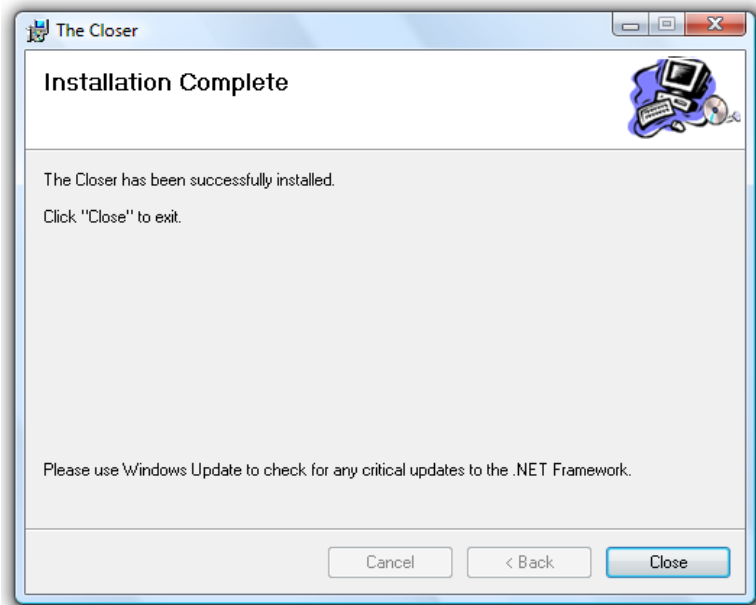 The Closer
Installation Complete
The Closer has been successfully installed.
Click "Close" to exit.
Please use Windows Update to check for any critical updates to the .NET Framework.
Cancel
< Back
Close